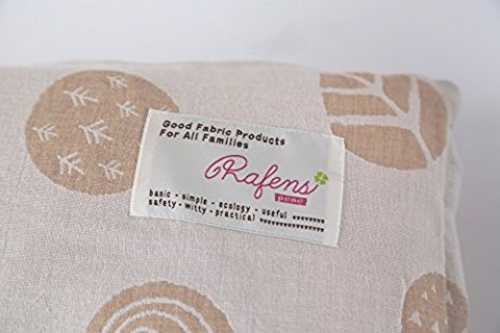 Good Fabric Products
For All Families
Rafens
basic - simple - ecology - useful
safety - witty - practical